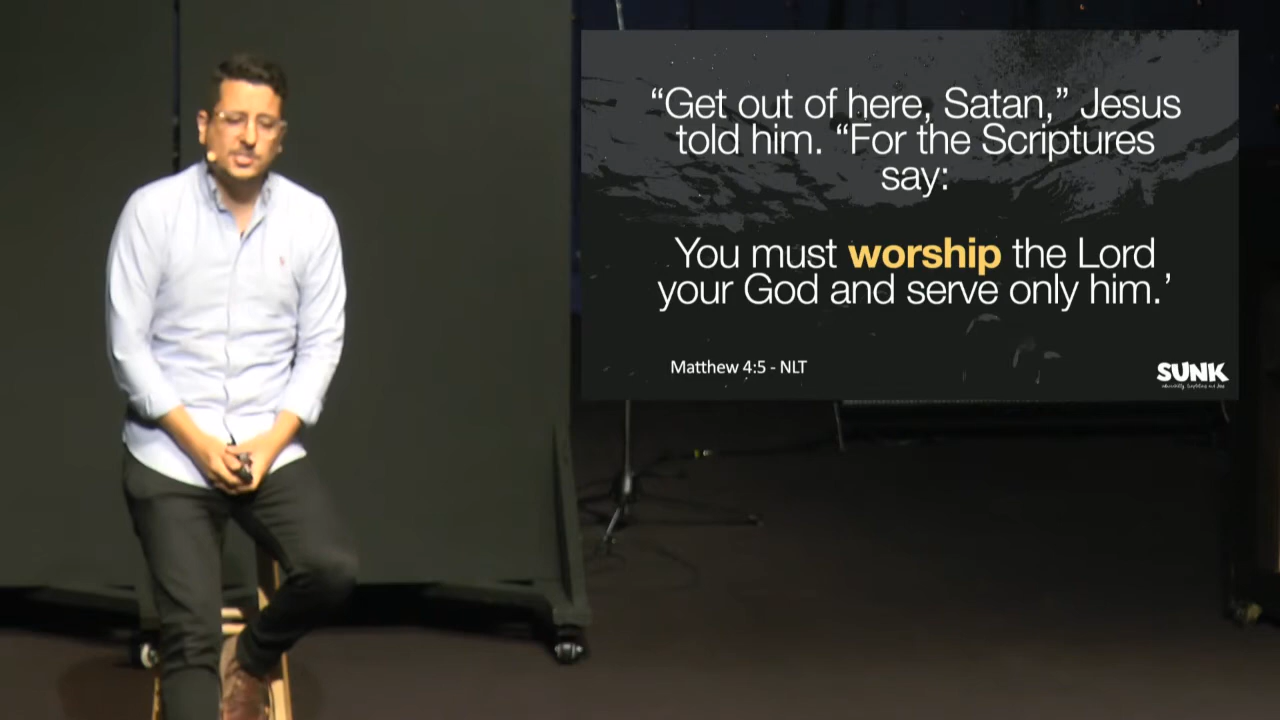 “Get out of here, Satan,” Jesus
told him. “For the Scriptures
say:
You must worship the Lord
your God and serve only him.’
Matthew 4:5 - NLT
SUNK